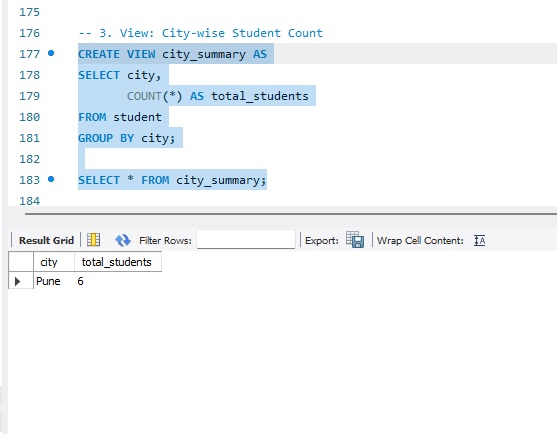 175
176 -- 3. View: City-wise Student Count
177 CREATE VIEW city_summary AS
178 SELECT city,
179 COUNT(*) AS total_students
180 FROM student
181 GROUP BY city;
182
183 SELECT * FROM city_summary;
184
Result Grid Filter Rows: Export: Wrap Cell Content: IA
city total_students
Pune 6